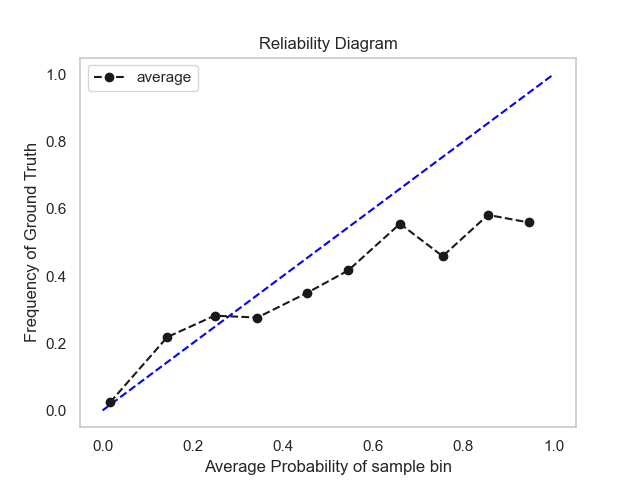 Reliability Diagram
average
Frequency of Ground Truth
1.0
0.8
0.6
0.4
0.2
0.0
0.0 0.2 0.4 0.6 0.8 1.0
Average Probability of sample bin